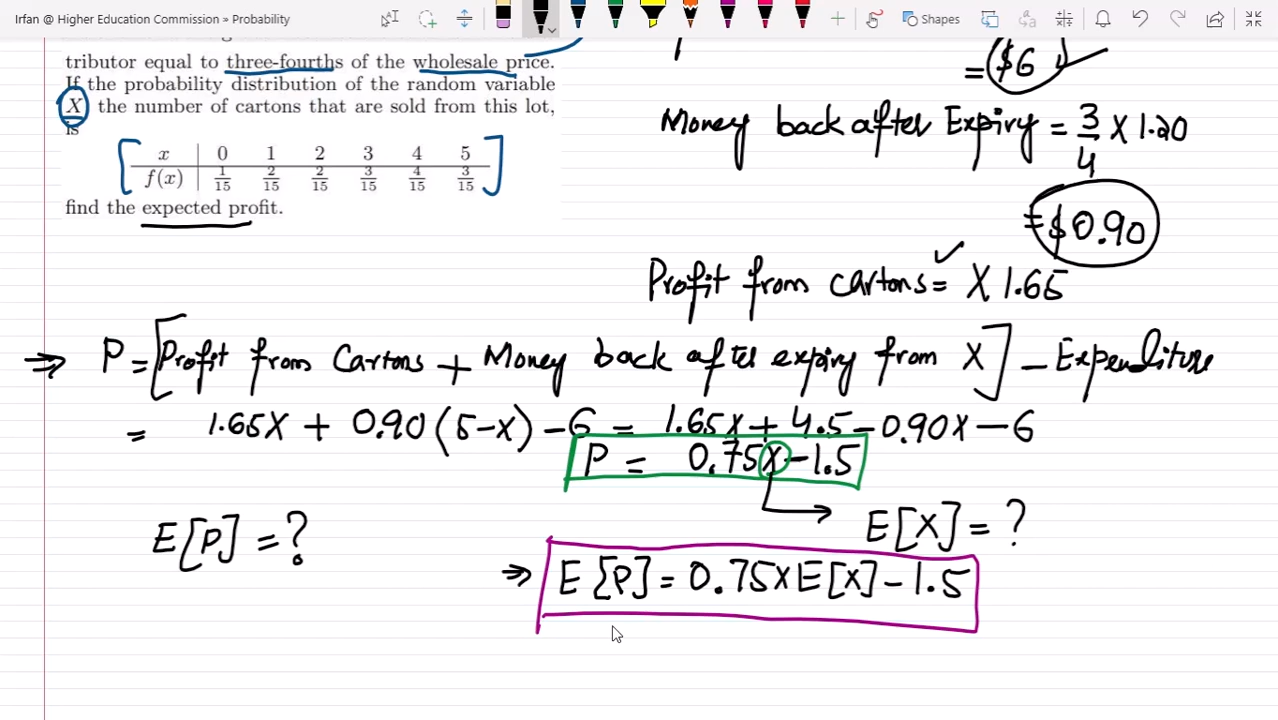 Irfan @ Higher Education Commission » Probability
Shapes
tributor equal to three-fourths of the wholesale price.
If the probability distribution of the random variable
X the number of cartons that are sold from this lot,
is
x 0 1 2 3 4 5
f(x) 1/15 2/15 2/15 3/15 4/15 3/15
find the expected profit.
= $6
Money back after Expiry = 3/4 X 1.20
= $0.90
Profit from cartons = X 1.65
⇒ P = [Profit from Cartons + Money back after expiry from X] - Expenditure
= 1.65X + 0.90(5-X) - 6 = 1.65X + 4.5 - 0.90X - 6
P = 0.75X - 1.5
E[P] = ?
E[X] = ?
⇒ E[P] = 0.75 X E[X] - 1.5